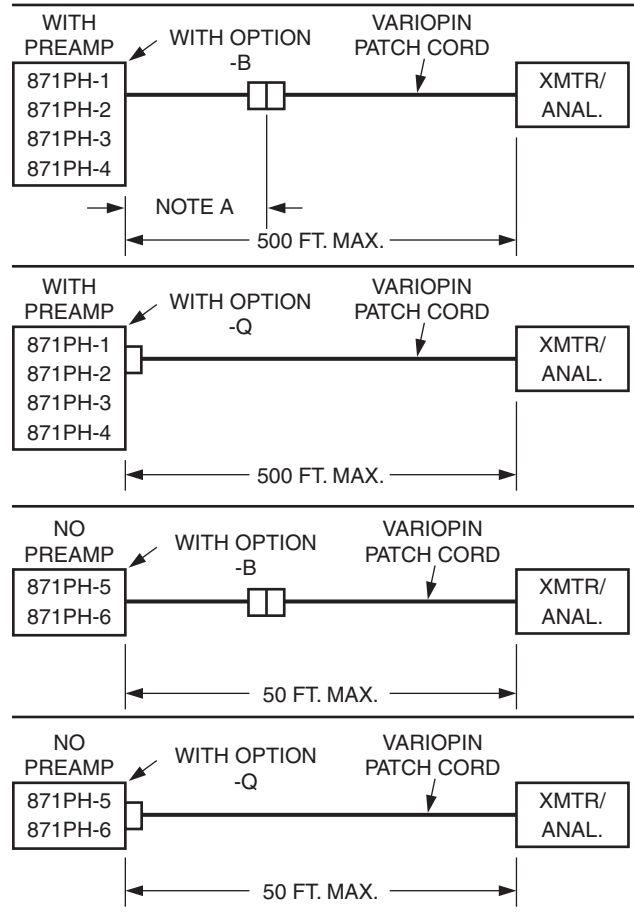 WITH
PREAMP
WITH OPTION
-B
VARIOPIN
PATCH CORD
871PH-1
871PH-2
871PH-3
871PH-4
XMTR/
ANAL.
NOTE A
500 FT. MAX.
WITH
PREAMP
WITH OPTION
-Q
VARIOPIN
PATCH CORD
871PH-1
871PH-2
871PH-3
871PH-4
XMTR/
ANAL.
500 FT. MAX.
NO
PREAMP
WITH OPTION
-B
VARIOPIN
PATCH CORD
871PH-5
871PH-6
XMTR/
ANAL.
50 FT. MAX.
NO
PREAMP
WITH OPTION
-Q
VARIOPIN
PATCH CORD
871PH-5
871PH-6
XMTR/
ANAL.
50 FT. MAX.